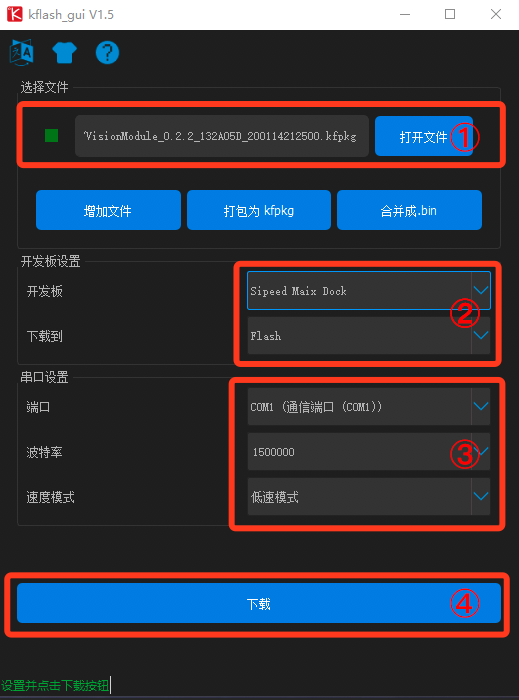 kflash_gui V1.5
选择文件
VisionModule_0.2.2_132A05D_200114212500.kfpkg
打开文件 ①
增加文件 打包为 kfpkg 合并成.bin
开发板设置
开发板 Sipeed Maix Dock
②
下载到 Flash
串口设置
端口 COM1 (通信端口 (COM1))
波特率 1500000 ③
速度模式 低速模式
下载 ④
设置并点击下载按钮